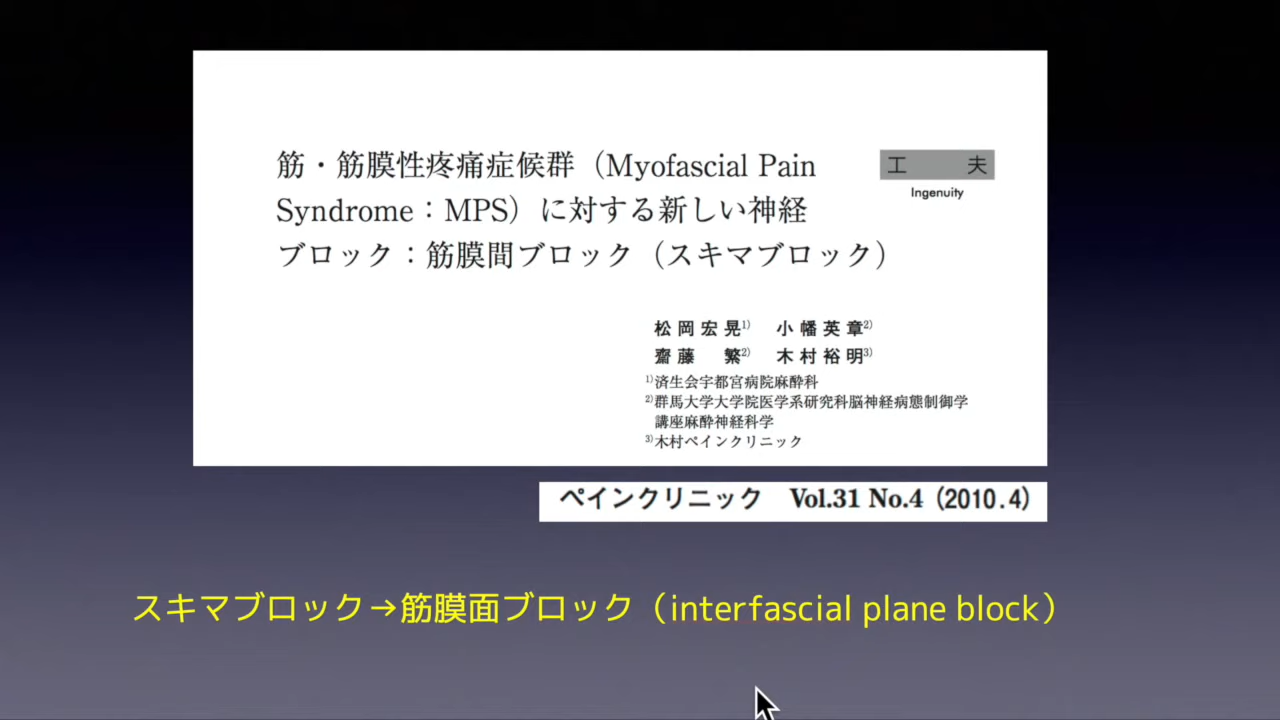 筋・筋膜性疼痛症候群（Myofascial Pain
Syndrome：MPS）に対する新しい神経
ブロック：筋膜間ブロック（スキマブロック）
工　夫
Ingenuity
松岡宏晃1)　小幡英章2)
齋藤　繁2)　木村裕明3)
1)済生会宇都宮病院麻酔科
2)群馬大学大学院医学系研究科脳神経病態制御学
講座麻酔神経科学
3)木村ペインクリニック
ペインクリニック　Vol.31 No.4（2010.4）
スキマブロック→筋膜面ブロック（interfascial plane block）